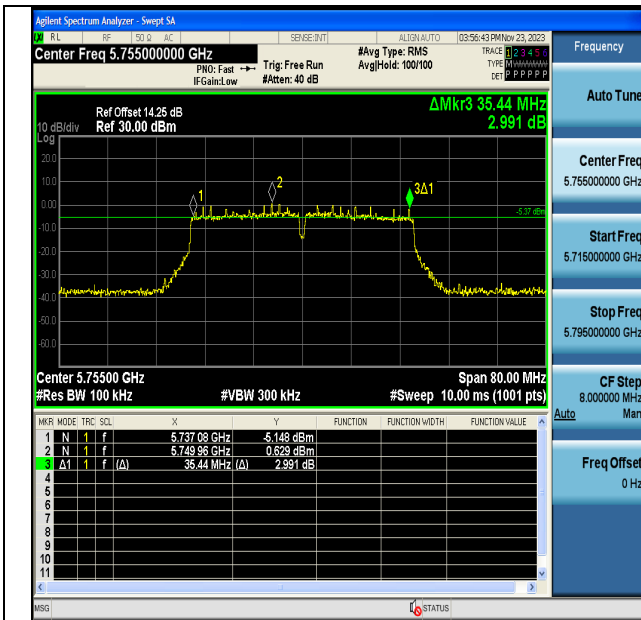 Agilent Spectrum Analyzer - Swept SA
RL RF 50 Ω AC SENSE:INT ALIGN AUTO 03:56:43 PM Nov 23, 2023
Center Freq 5.755000000 GHz
PNO: Fast
IFGain:Low
Trig: Free Run
#Atten: 40 dB
#Avg Type: RMS
Avg|Hold: 100/100
TRACE 1 2 3 4 5 6
TYPE M
DET P P P P P P
Frequency
Auto Tune
Center Freq
5.755000000 GHz
Start Freq
5.715000000 GHz
Stop Freq
5.795000000 GHz
CF Step
8.000000 MHz
Auto Man
Freq Offset
0 Hz
Ref Offset 14.25 dB
10 dB/div Ref 30.00 dBm
Log
ΔMkr3 35.44 MHz
2.991 dB
20.0
10.0
0.00
-10.0
-20.0
-30.0
-40.0
-50.0
-60.0
1
2
3Δ1
-5.37 dBm
Center 5.75500 GHz Span 80.00 MHz
#Res BW 100 kHz #VBW 300 kHz #Sweep 10.00 ms (1001 pts)
MKR MODE TRC SCL X Y FUNCTION FUNCTION WIDTH FUNCTION VALUE
1 N 1 f 5.737 08 GHz -5.148 dBm
2 N 1 f 5.749 96 GHz 0.629 dBm
3 Δ1 1 f (Δ) 35.44 MHz (Δ) 2.991 dB
4
5
6
7
8
9
10
11
MSG STATUS